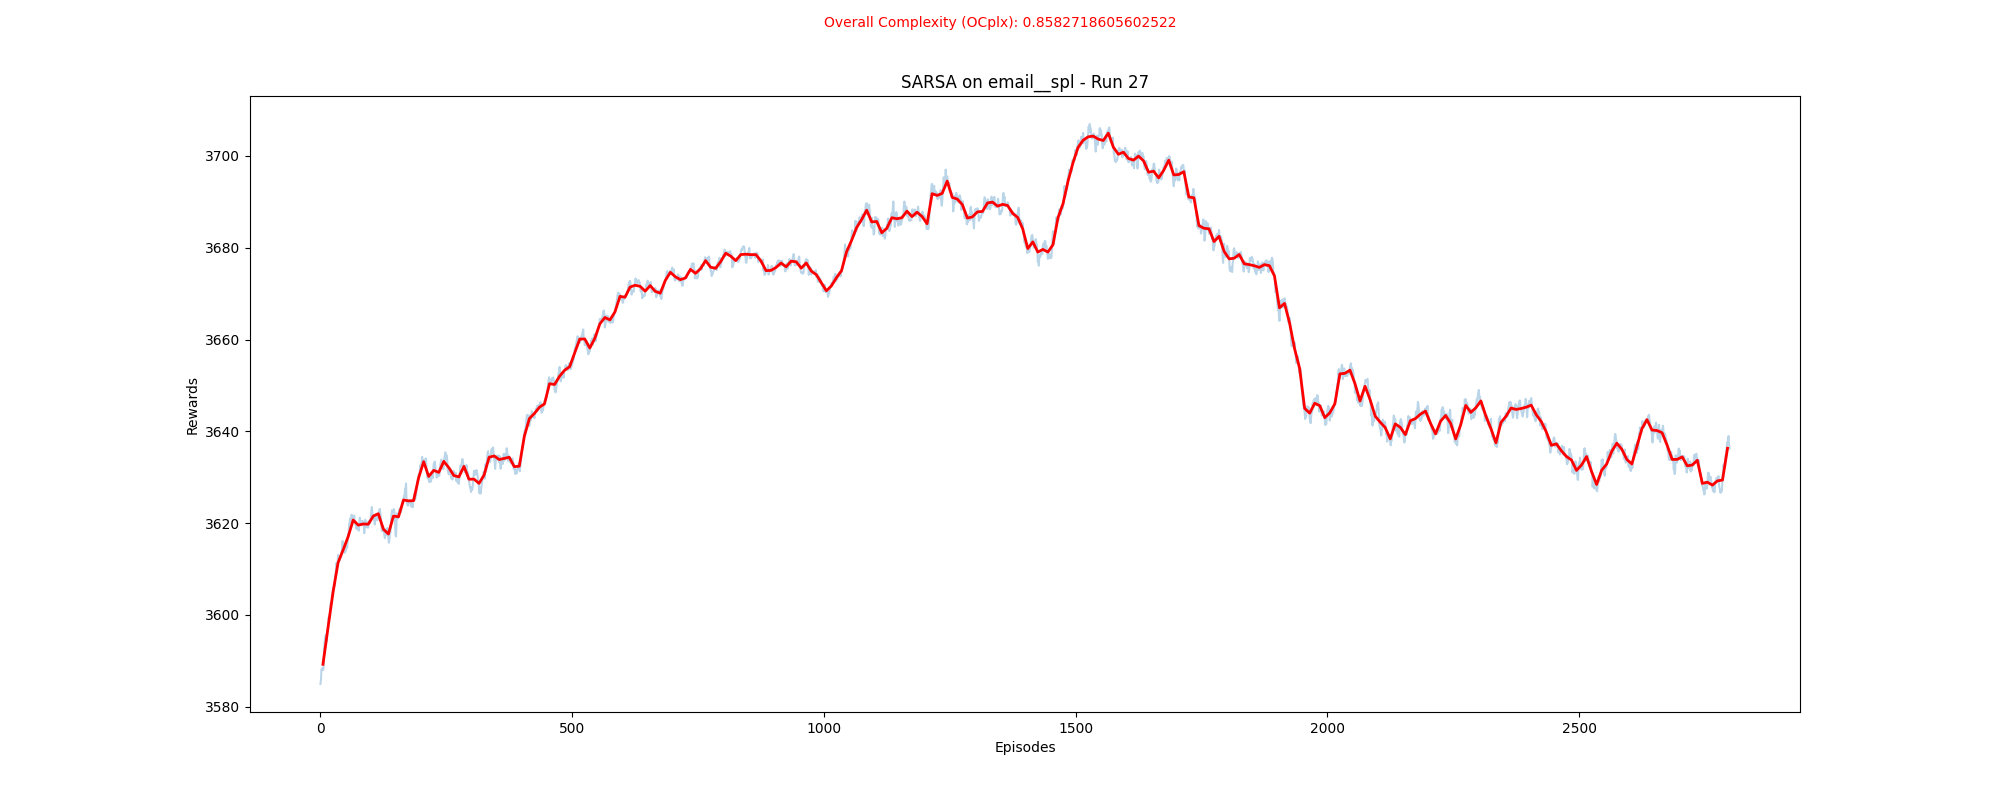 Overall Complexity (OCplx): 0.8582718605602522
SARSA on email__spl - Run 27
3700
3680
3660
3640
3620
3600
3580
Rewards
0 500 1000 1500 2000 2500
Episodes